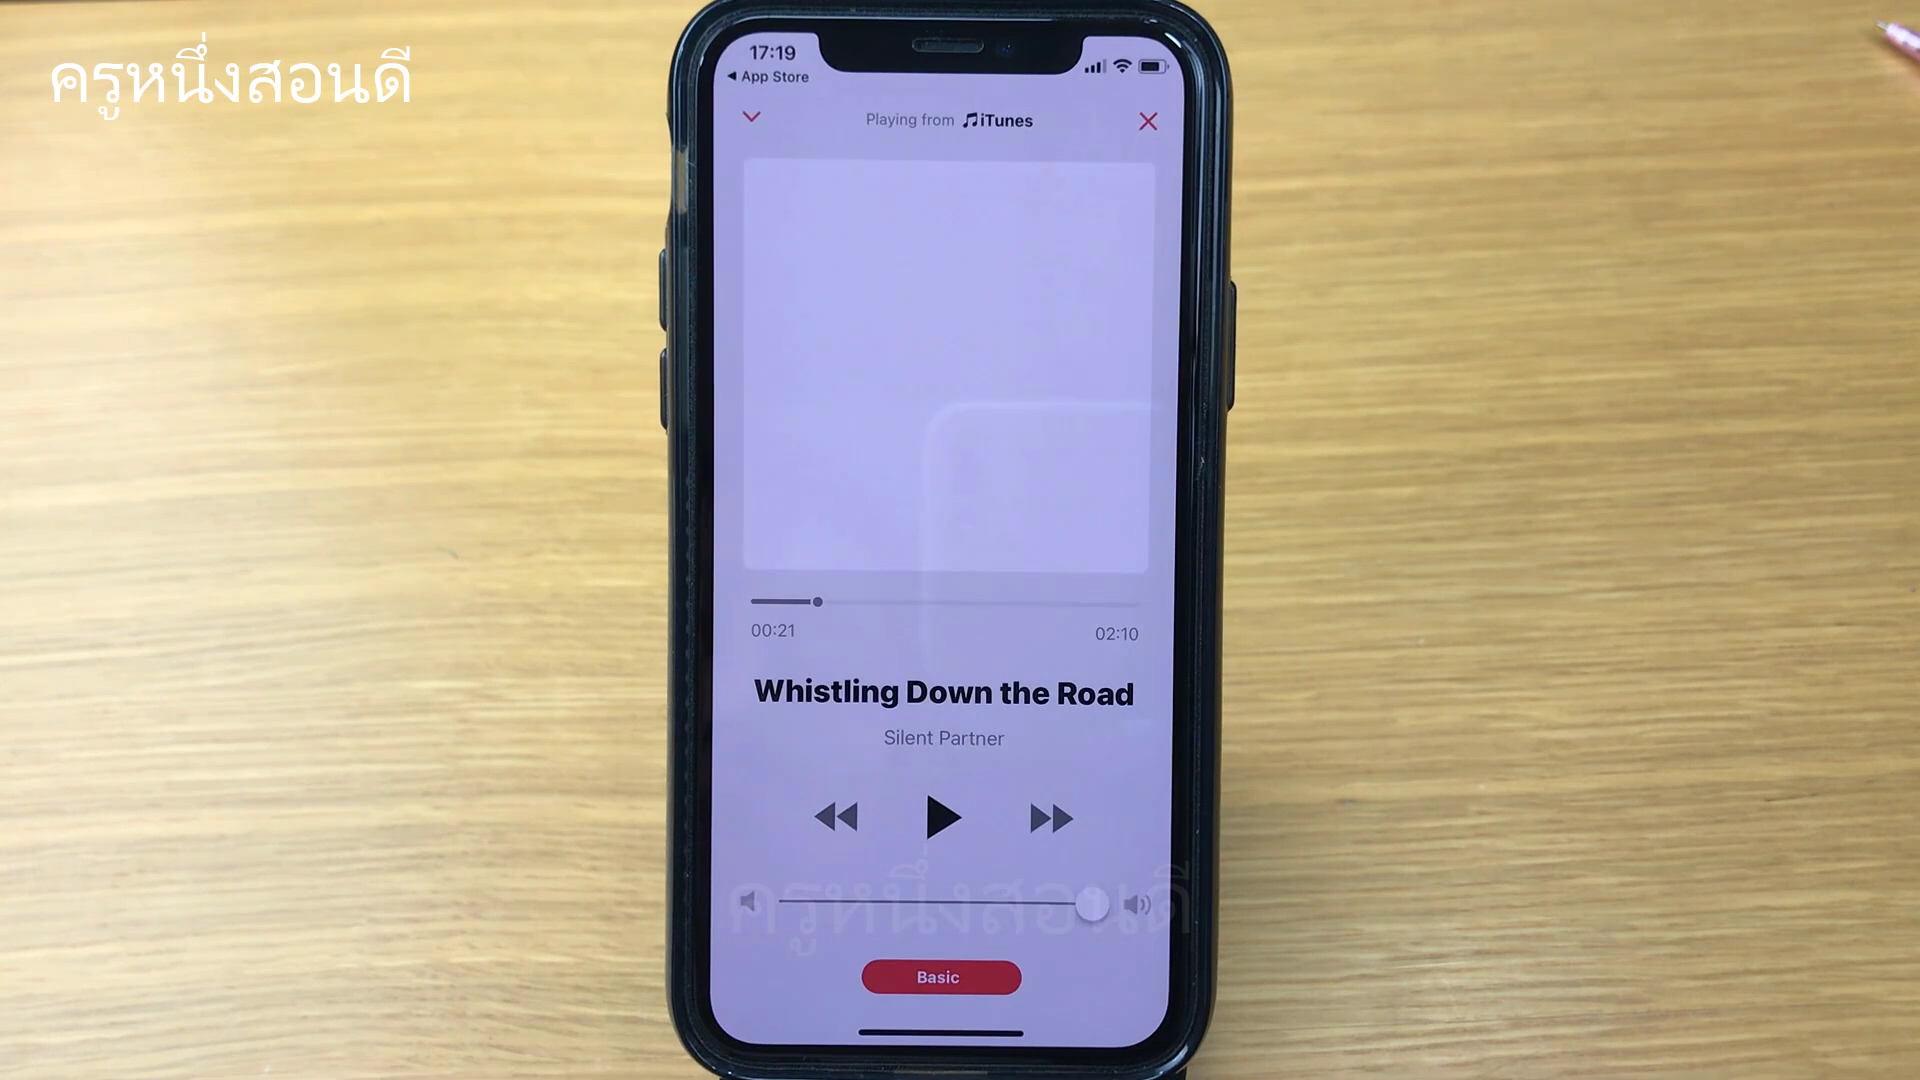 ครูหนึ่งสอนดี
17:19
App Store
Playing from iTunes
00:21
02:10
Whistling Down the Road
Silent Partner
ครูหนึ่งสอนดี
Basic